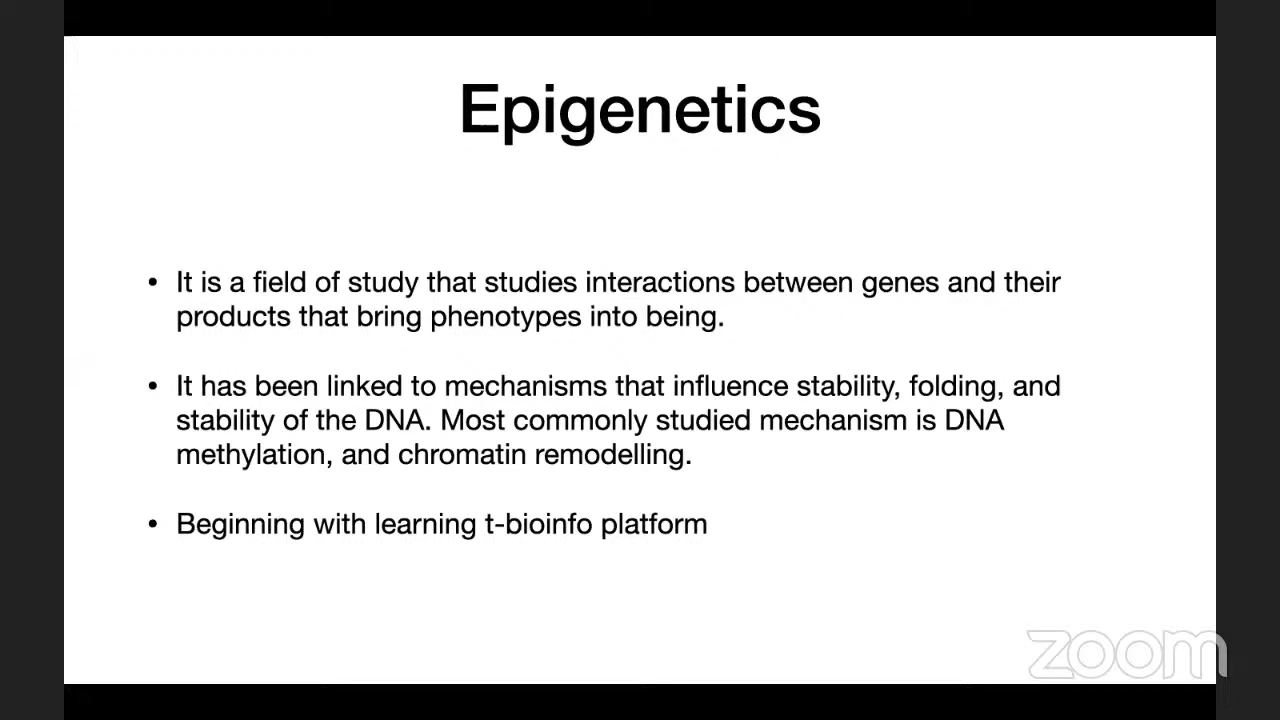 Epigenetics
• It is a field of study that studies interactions between genes and their
products that bring phenotypes into being.
• It has been linked to mechanisms that influence stability, folding, and
stability of the DNA. Most commonly studied mechanism is DNA
methylation, and chromatin remodelling.
• Beginning with learning t-bioinfo platform
zoom